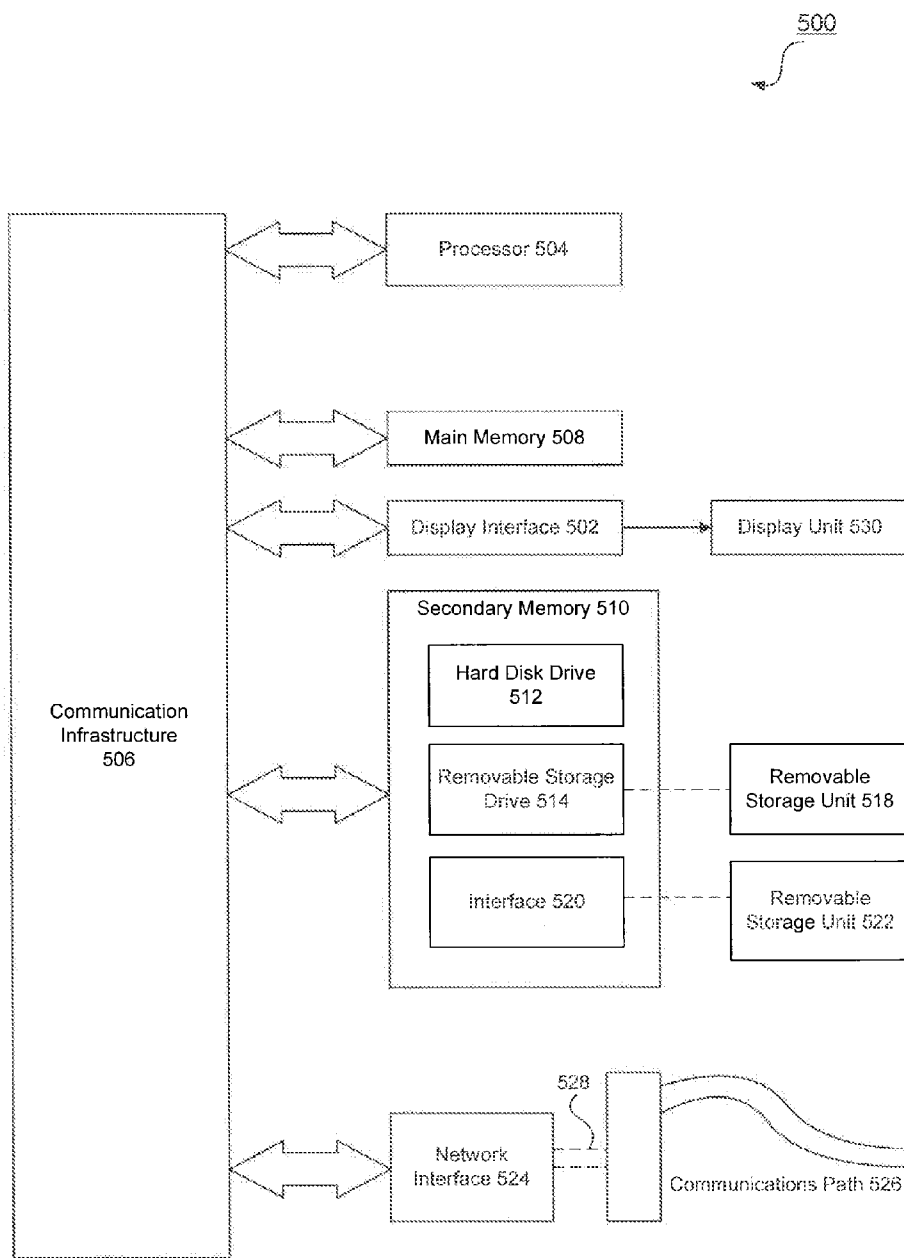 500
Processor 504
Main Memory 508
Display Interface 502
Display Unit 530
Secondary Memory 510
Hard Disk Drive
512
Communication
Infrastructure
506
Removable Storage
Drive 514
Removable
Storage Unit 518
Interface 520
Removable
Storage Unit 522
528
Network
Interface 524
Communications Path 526